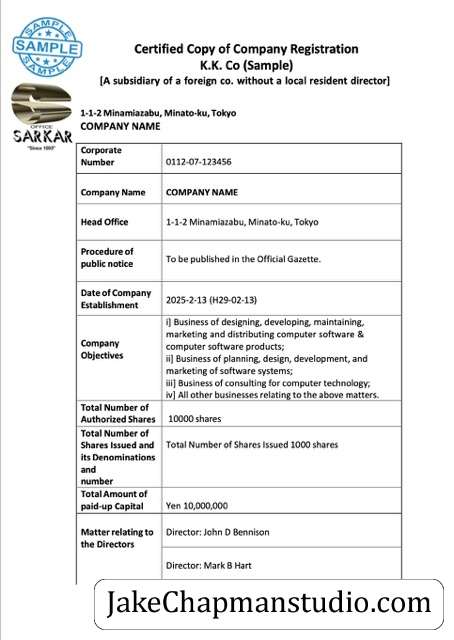 SAMPLE
SAMPLE
SAMPLE
Certified Copy of Company Registration
K.K. Co (Sample)
[A subsidiary of a foreign co. without a local resident director]
OFFICE
SARKAR
"Since 1993"
1-1-2 Minamiazabu, Minato-ku, Tokyo
COMPANY NAME
Corporate
Number
0112-07-123456
Company Name
COMPANY NAME
Head Office
1-1-2 Minamiazabu, Minato-ku, Tokyo
Procedure of
public notice
To be published in the Official Gazette.
Date of Company
Establishment
2025-2-13 (H29-02-13)
Company
Objectives
i] Business of designing, developing, maintaining,
marketing and distributing computer software &
computer software products;
ii] Business of planning, design, development, and
marketing of software systems;
iii] Business of consulting for computer technology;
iv] All other businesses relating to the above matters.
Total Number of
Authorized Shares
10000 shares
Total Number of
Shares Issued and
its Denominations
and
number
Total Number of Shares Issued 1000 shares
Total Amount of
paid-up Capital
Yen 10,000,000
Matter relating to
the Directors
Director: John D Bennison
Director: Mark B Hart
JakeChapmanstudio.com